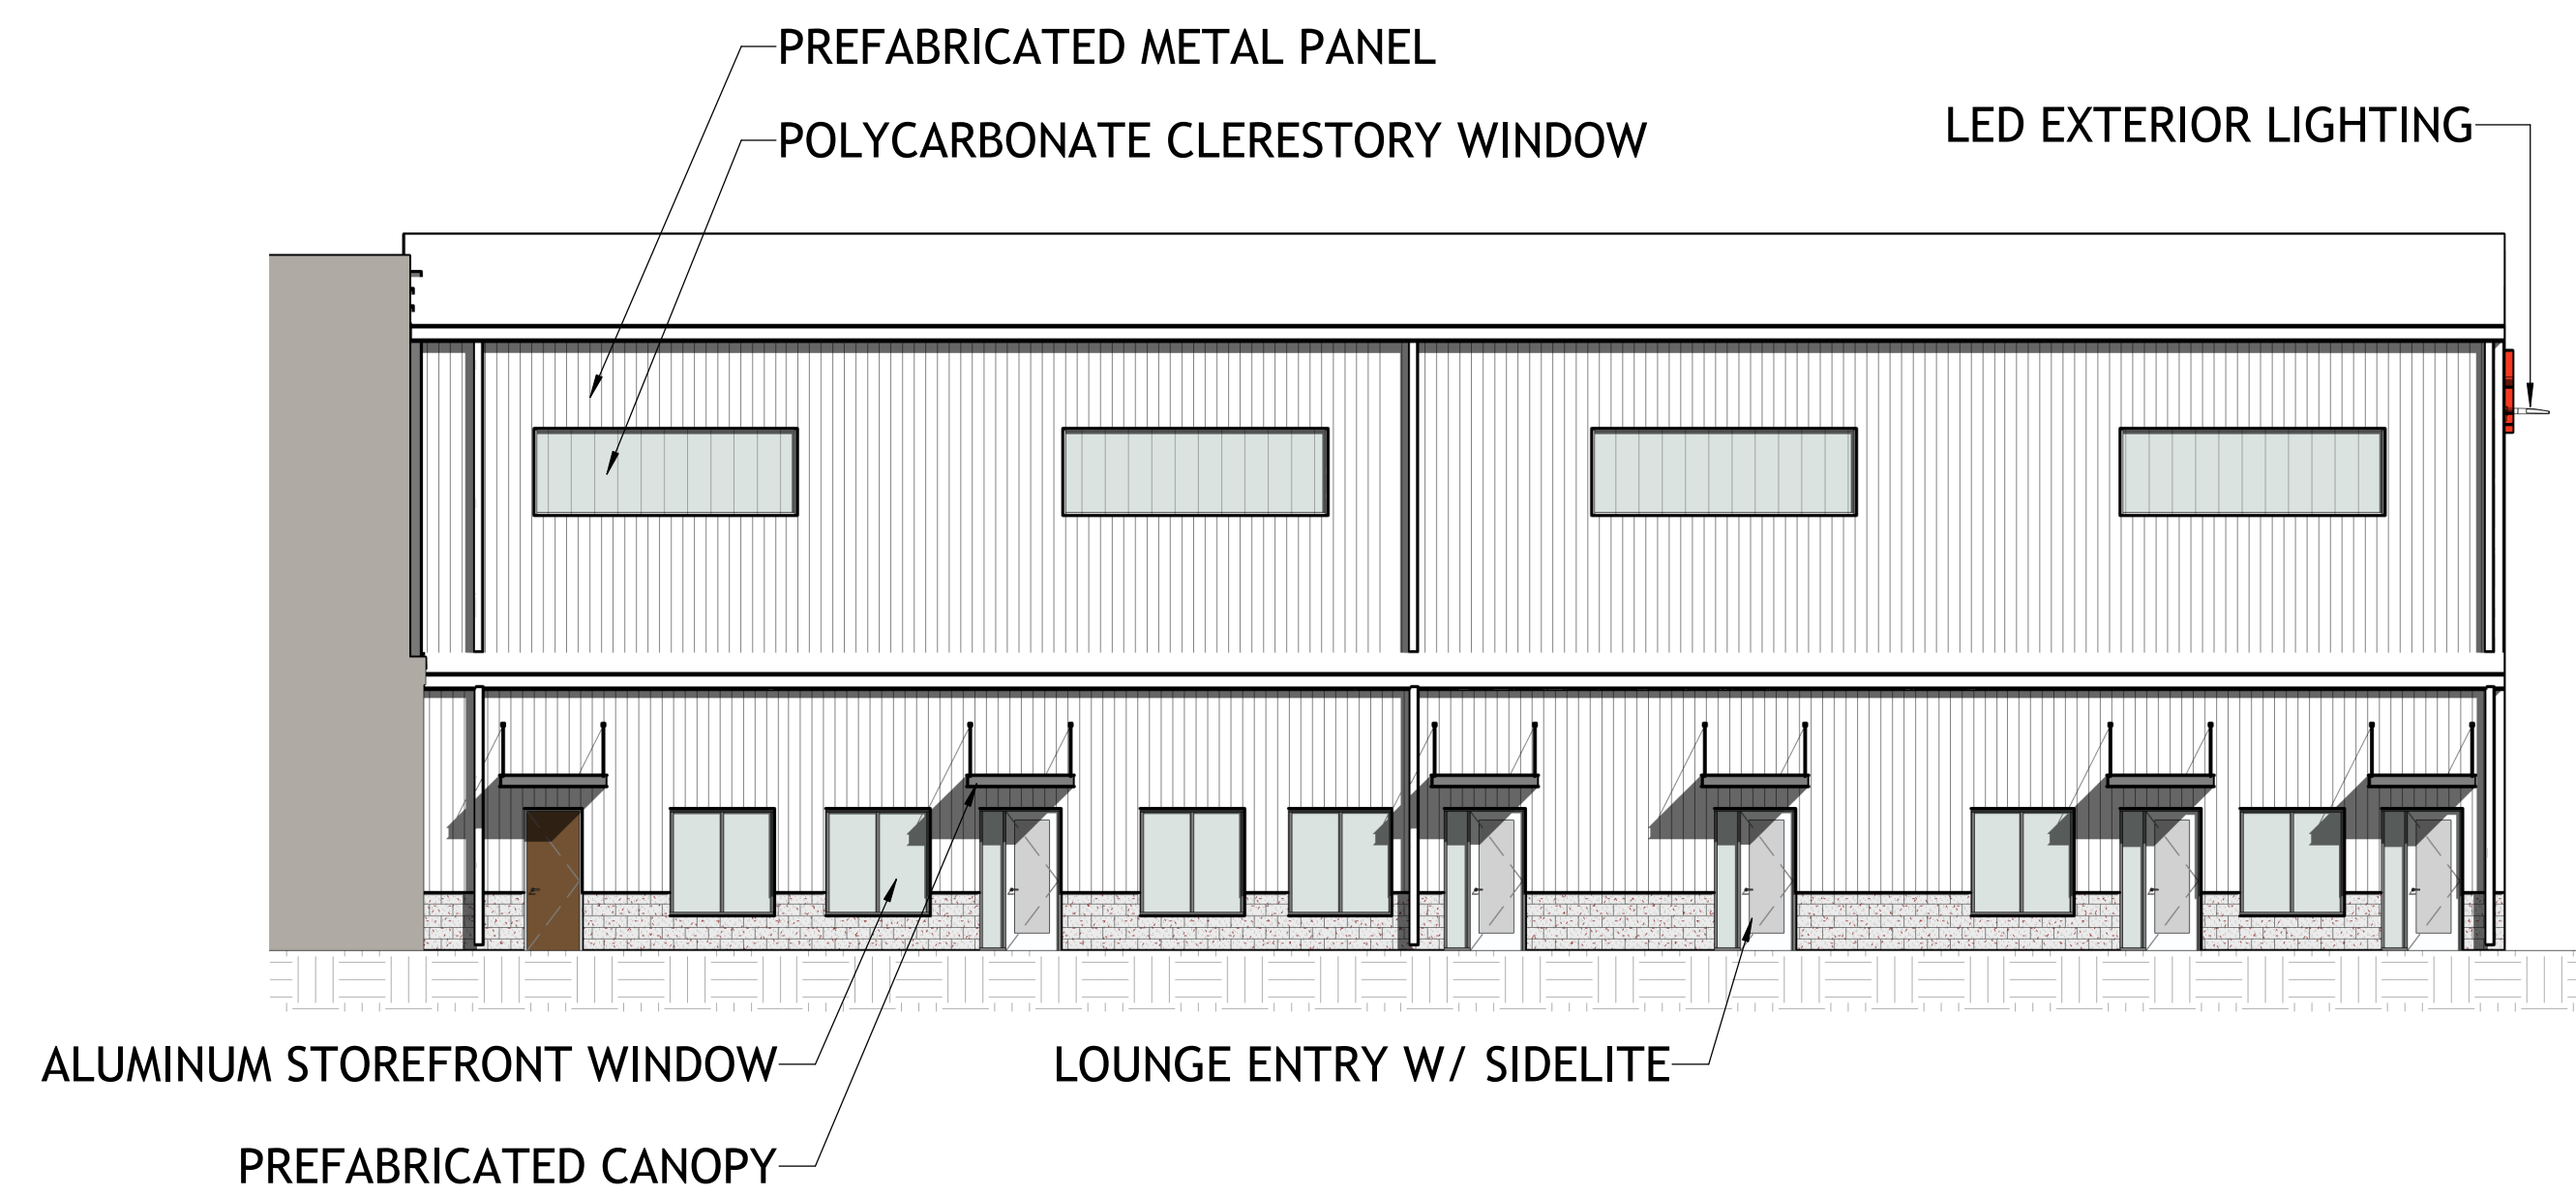 PREFABRICATED METAL PANEL
POLYCARBONATE CLERESTORY WINDOW
LED EXTERIOR LIGHTING
ALUMINUM STOREFRONT WINDOW
LOUNGE ENTRY W/ SIDELITE
PREFABRICATED CANOPY